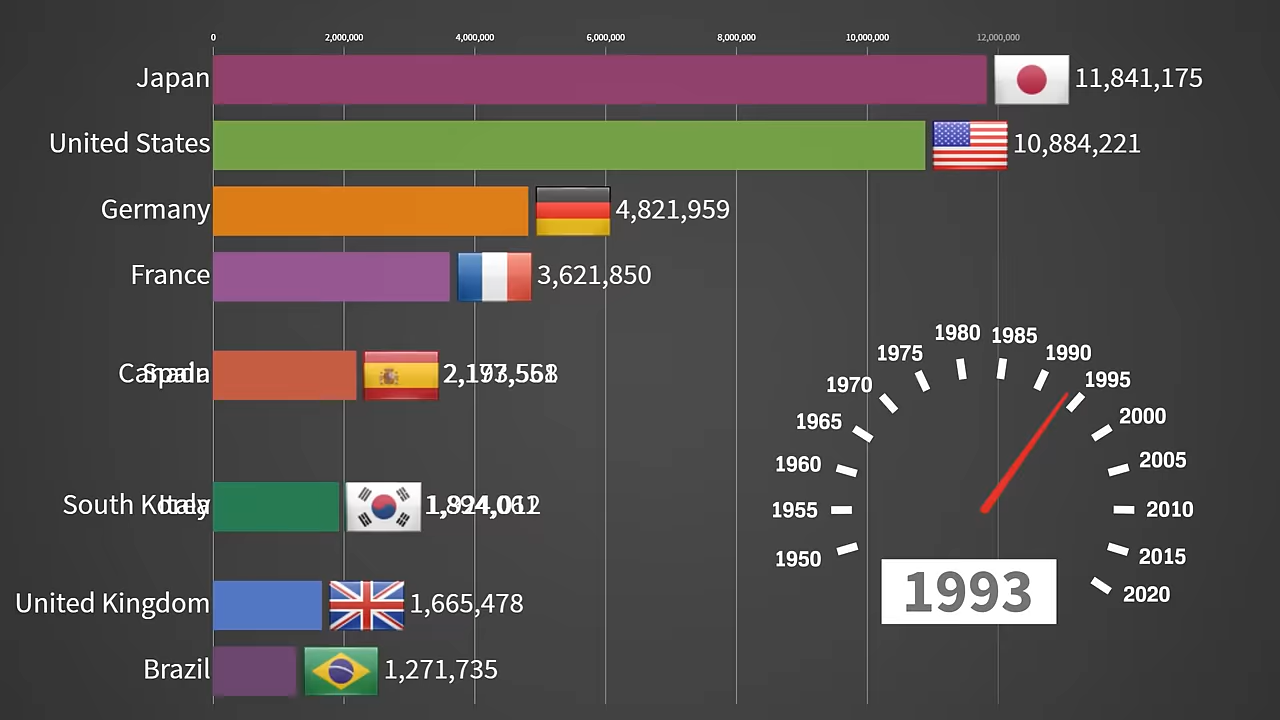 0 2,000,000 4,000,000 6,000,000 8,000,000 10,000,000 12,000,000
Japan 11,841,175
United States 10,884,221
Germany 4,821,959
France 3,621,850
Spain
South Korea
United Kingdom 1,665,478
Brazil 1,271,735
1950
1955
1960
1965
1970
1975
1980
1985
1990
1995
2000
2005
2010
2015
2020
1993